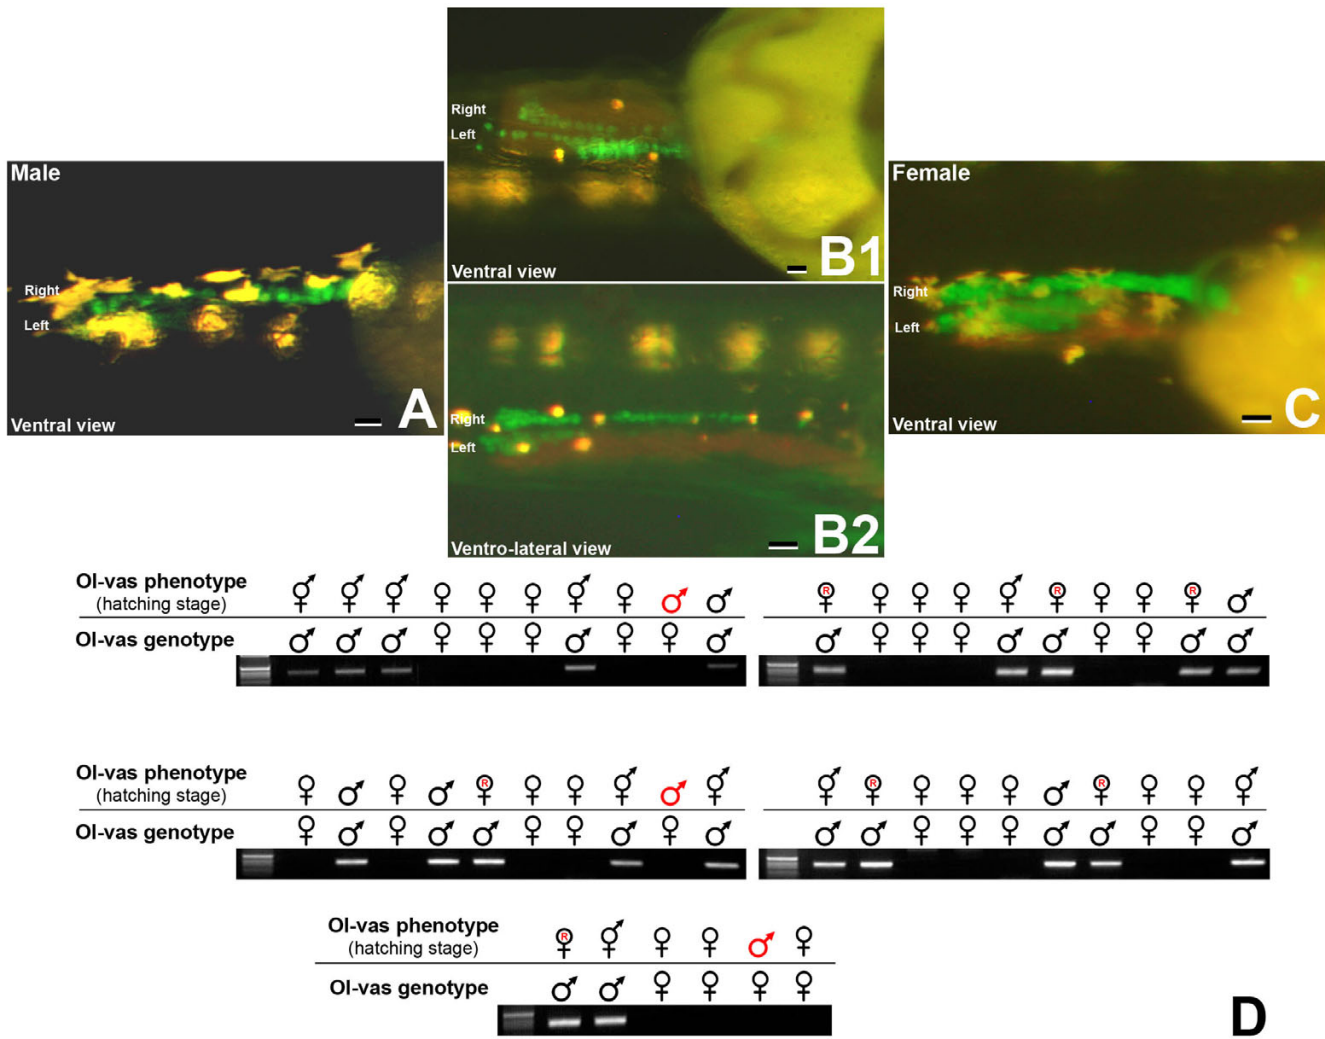 Male
Right
Left
Ventral view
A
Right
Left
Ventral view
B1
Right
Left
Ventro-lateral view
B2
Female
Right
Left
Ventral view
C
Ol-vas phenotype
(hatching stage)
R R R
Ol-vas genotype
Ol-vas phenotype
(hatching stage)
R R R
Ol-vas genotype
Ol-vas phenotype
(hatching stage)
R
Ol-vas genotype
D